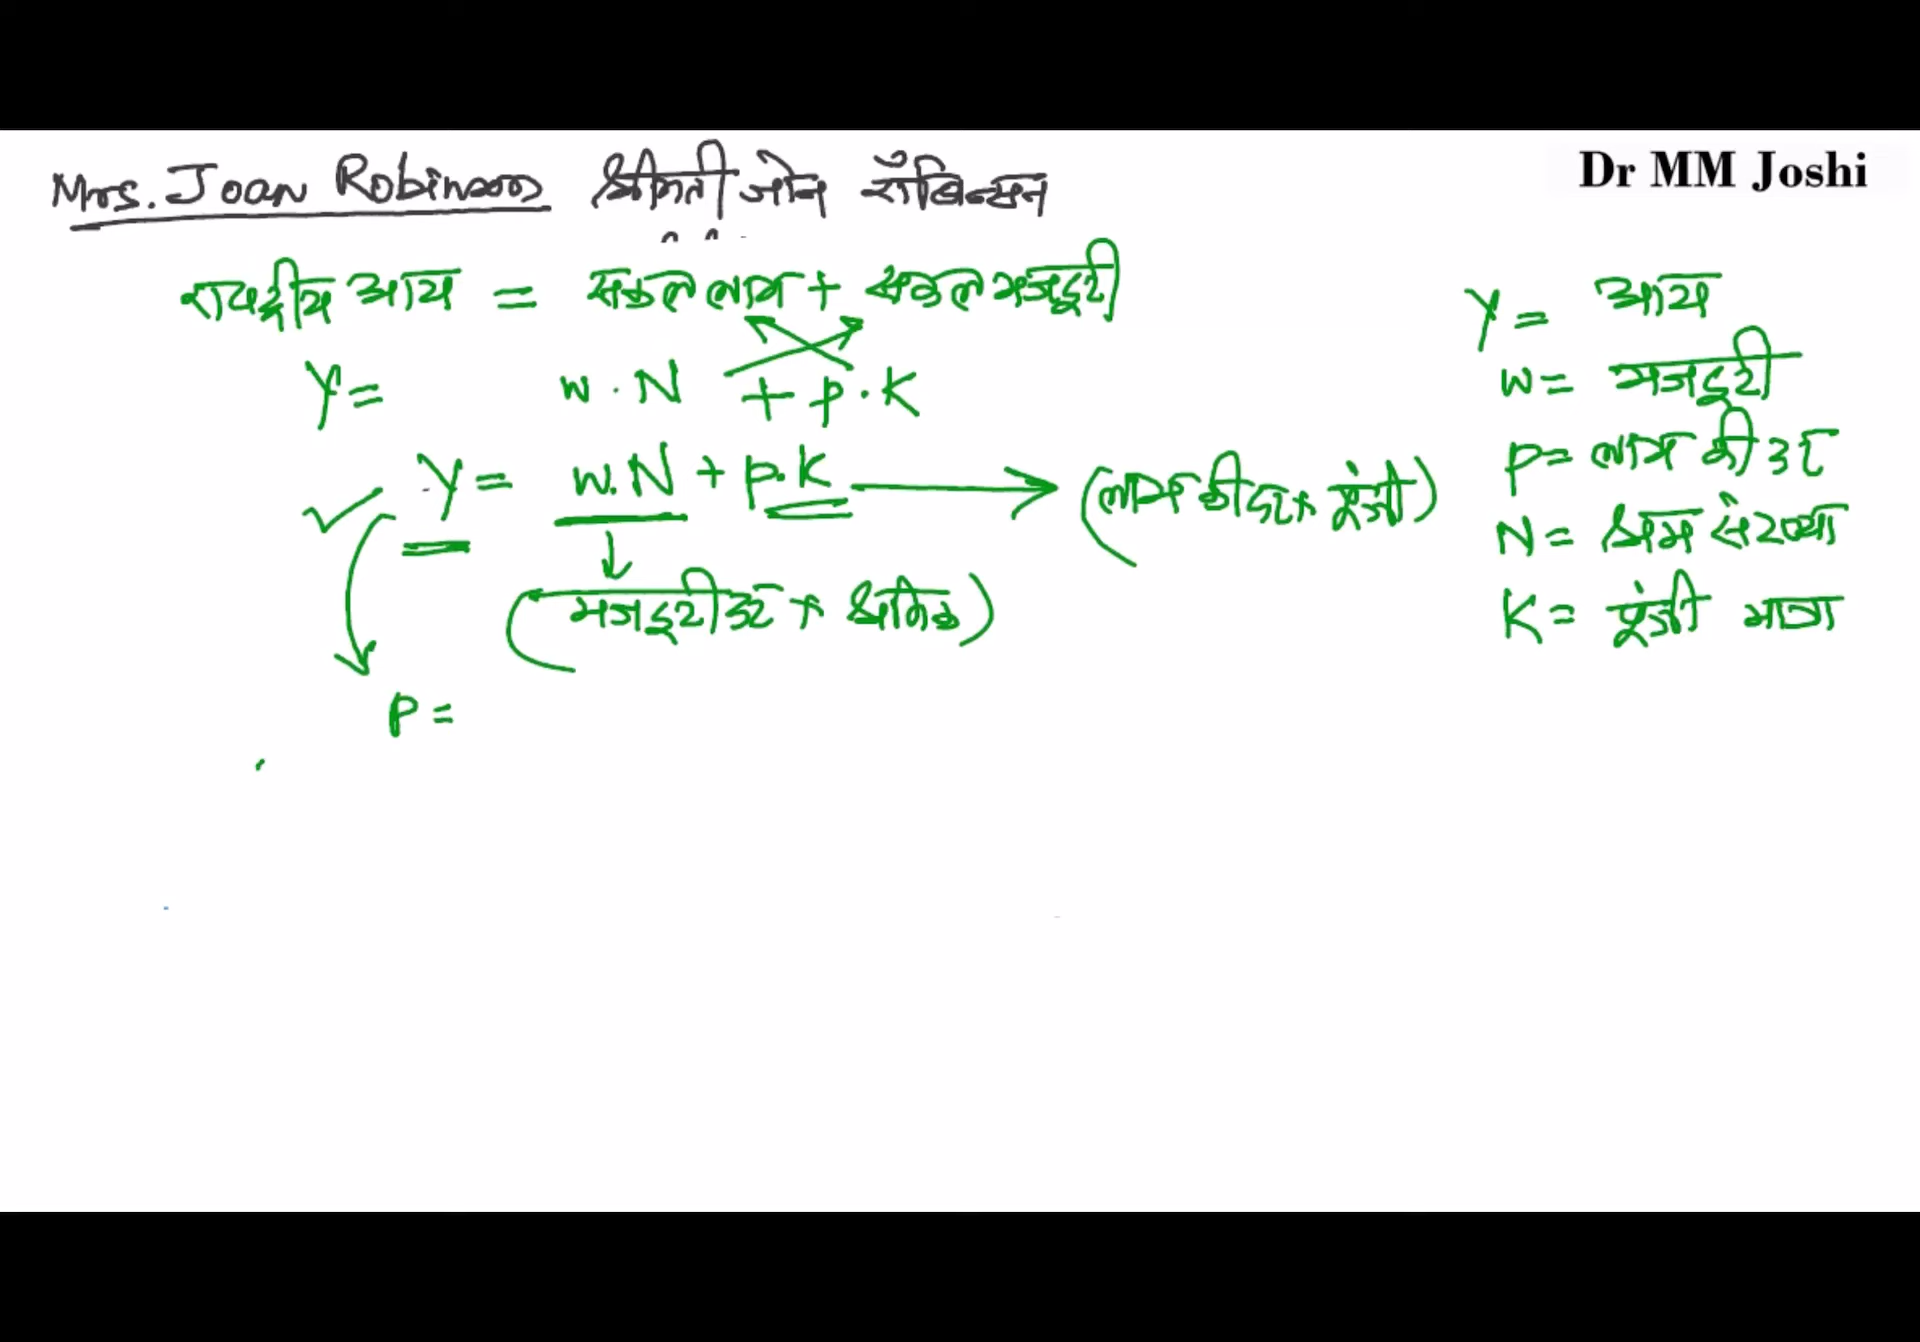 Mrs. Joan Robinson श्रीमती जोन रॉबिन्सन
Dr MM Joshi
राष्ट्रीय आय = सकल लाभ + सकल मजदूरी
Y = w . N + p . K
Y = w. N + p. K → (लाभ की दर × पूंजी)
(मजदूरी दर × श्रमिक)
P =
Y = आय
w = मजदूरी
P = लाभ की दर
N = श्रम संख्या
K = पूंजी मात्रा